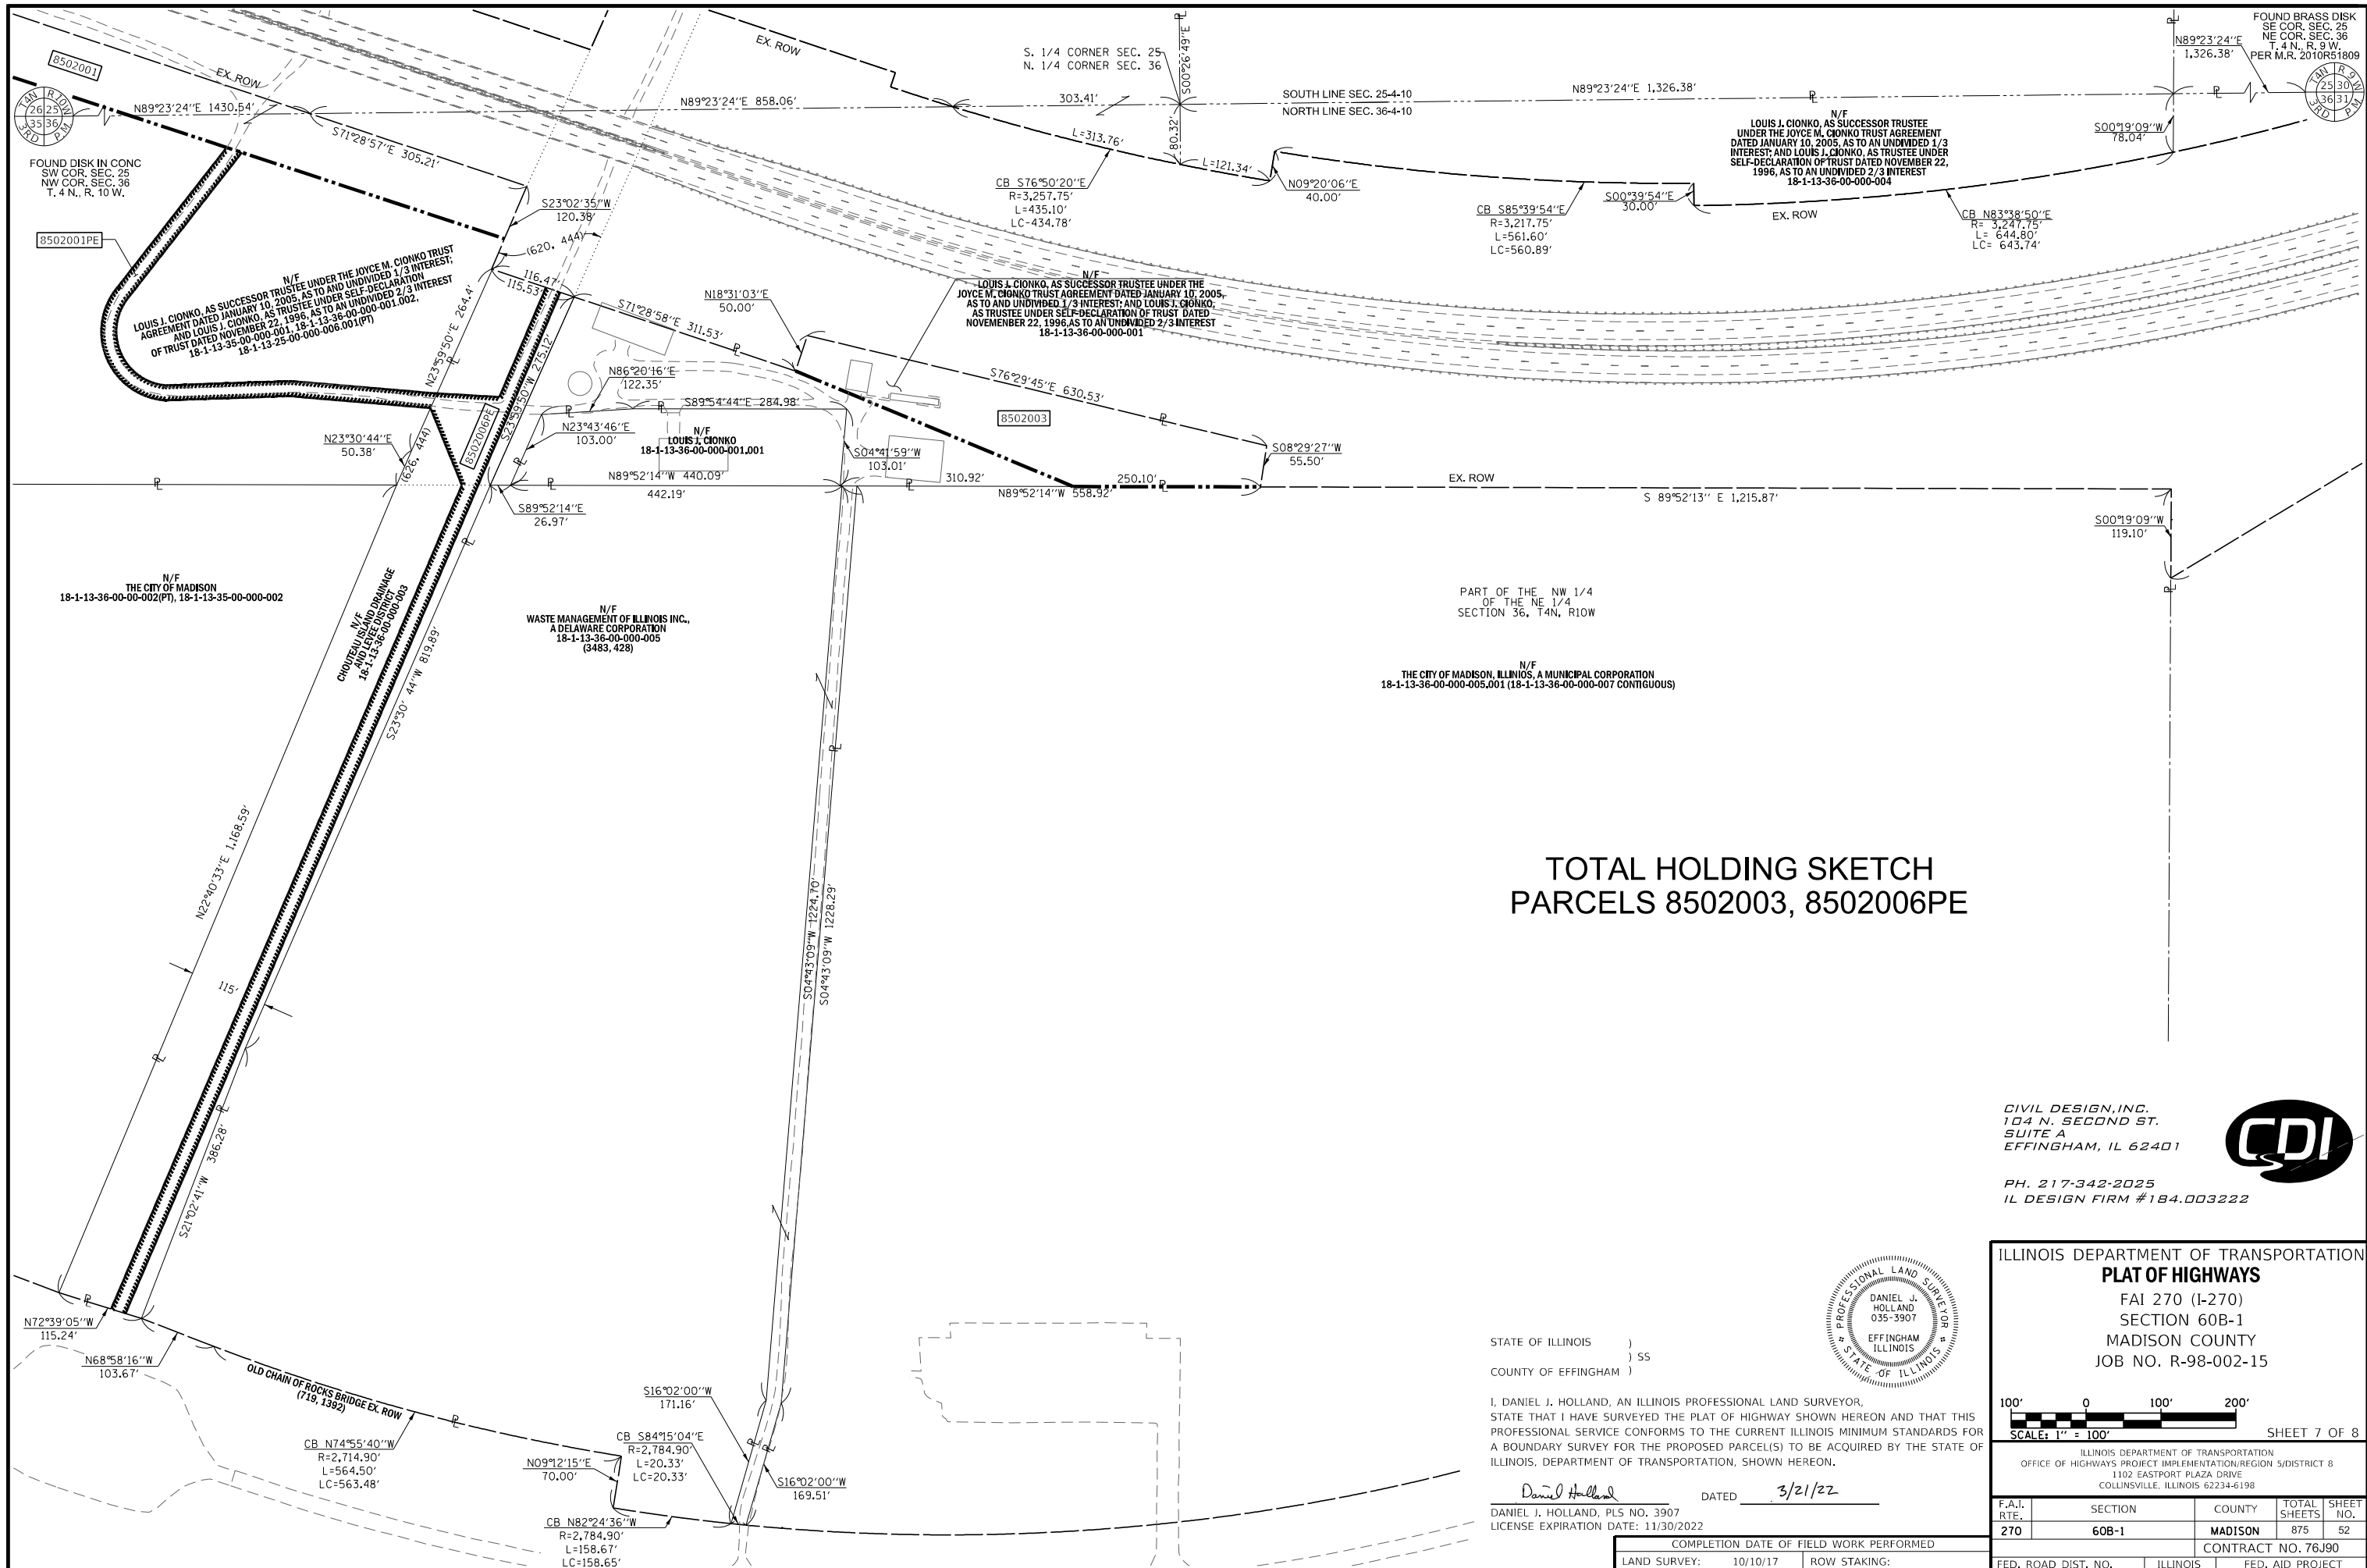 8502001
EX. ROW
N89°23'24"E 1430.54'
T4N R.10W
26 25
35 36
3RD P.M
FOUND DISK IN CONC
SW COR. SEC. 25
NW COR. SEC. 36
T. 4 N., R. 10 W.
8502001PE
S71°28'57"E 305.21'
EX. ROW
N89°23'24"E 858.06'
S. 1/4 CORNER SEC. 25
N. 1/4 CORNER SEC. 36
S00°26'49"E
303.41'
80.32'
SOUTH LINE SEC. 25-4-10
NORTH LINE SEC. 36-4-10
N89°23'24"E 1,326.38'
N89°23'24"E
1,326.38'
FOUND BRASS DISK
SE COR. SEC. 25
NE COR. SEC. 36
T. 4 N., R. 9 W.
PER M.R. 2010R51809
T4N R 9 W
25 30
36 31
3RD P.M
S00°19'09"W
78.04'
L=313.76'
L=121.34'
CB S76°50'20"E
R=3,257.75'
L=435.10'
LC-434.78'
N09°20'06"E
40.00'
CB S85°39'54"E
R=3,217.75'
L=561.60'
LC=560.89'
S00°39'54"E
30.00'
N/F
LOUIS J. CIONKO, AS SUCCESSOR TRUSTEE
UNDER THE JOYCE M. CIONKO TRUST AGREEMENT
DATED JANUARY 10, 2005, AS TO AN UNDIVIDED 1/3
INTEREST; AND LOUIS J. CIONKO, AS TRUSTEE UNDER
SELF-DECLARATION OF TRUST DATED NOVEMBER 22,
1996, AS TO AN UNDIVIDED 2/3 INTEREST
18-1-13-36-00-000-004
EX. ROW
CB N83°38'50"E
R= 3,247.75'
L= 644.80'
LC= 643.74'
S23°02'35"W
120.38'
(620, 444)
116.47'
115.53'
N/F
LOUIS J. CIONKO, AS SUCCESSOR TRUSTEE UNDER THE JOYCE M. CIONKO TRUST
AGREEMENT DATED JANUARY 10, 2005, AS TO AND UNDIVIDED 1/3 INTEREST;
AND LOUIS J. CIONKO, AS TRUSTEE UNDER SELF-DECLARATION
OF TRUST DATED NOVEMBER 22, 1996, AS TO AN UNDIVIDED 2/3 INTEREST
18-1-13-35-00-000-001, 18-1-13-36-00-000-001.002,
18-1-13-25-00-000-006.001(PT)
N23°59'50"E 264.4'
S23°59'50"W 275.12'
8502006PE
S71°28'58"E 311.53'
N18°31'03"E
50.00'
N/F
LOUIS J. CIONKO, AS SUCCESSOR TRUSTEE UNDER THE
JOYCE M. CIONKO TRUST AGREEMENT DATED JANUARY 10, 2005,
AS TO AND UNDIVIDED 1/3 INTEREST; AND LOUIS J. CIONKO,
AS TRUSTEE UNDER SELF-DECLARATION OF TRUST DATED
NOVEMENBER 22, 1996,AS TO AN UNDIVIDED 2/3 INTEREST
18-1-13-36-00-000-001
S76°29'45"E 630.53'
8502003
N86°20'16"E
122.35'
S89°54'44"E 284.98'
N23°43'46"E
103.00'
N/F
LOUIS J. CIONKO
18-1-13-36-00-000-001.001
S04°41'59"W
103.01'
N23°30'44"E
50.38'
(626, 444)
N89°52'14"W 440.09'
442.19'
310.92'
N89°52'14"W 558.92'
250.10'
S08°29'27"W
55.50'
EX. ROW
S 89°52'13" E 1,215.87'
S89°52'14"E
26.97'
S00°19'09"W
119.10'
N/F
THE CITY OF MADISON
18-1-13-36-00-00-002(PT), 18-1-13-35-00-000-002
N/F
CHOUTEAU ISLAND DRAINAGE
AND LEVEE DISTRICT
18-1-13-36-00-000-003
S23°30' 44"W 819.89'
N/F
WASTE MANAGEMENT OF ILLINOIS INC.,
A DELAWARE CORPORATION
18-1-13-36-00-000-005
(3483, 428)
PART OF THE NW 1/4
OF THE NE 1/4
SECTION 36, T4N, R10W
N/F
THE CITY OF MADISON, ILLINIOS, A MUNICIPAL CORPORATION
18-1-13-36-00-000-005.001 (18-1-13-36-00-000-007 CONTIGUOUS)
N22°40'33"E 1,168.59'
115'
S04°43'09"W 1224.70'
S04°43'09"W 1228.29'
TOTAL HOLDING SKETCH
PARCELS 8502003, 8502006PE
S21°02'41"W 386.28'
N72°39'05"W
115.24'
N68°58'16"W
103.67'
OLD CHAIN OF ROCKS BRIDGE EX. ROW
(719, 1392)
CB N74°55'40"W
R=2,714.90'
L=564.50'
LC=563.48'
S16°02'00"W
171.16'
CB S84°15'04"E
R=2,784.90'
L=20.33'
LC=20.33'
N09°12'15"E
70.00'
S16°02'00"W
169.51'
CB N82°24'36"W
R=2,784.90'
L=158.67'
LC=158.65'
CIVIL DESIGN,INC.
104 N. SECOND ST.
SUITE A
EFFINGHAM, IL 62401
CDI
PH. 217-342-2025
IL DESIGN FIRM #184.003222
STATE OF ILLINOIS )
) SS
COUNTY OF EFFINGHAM )
PROFESSIONAL LAND SURVEYOR
DANIEL J.
HOLLAND
035-3907
EFFINGHAM
ILLINOIS
STATE OF ILLINOIS
I, DANIEL J. HOLLAND, AN ILLINOIS PROFESSIONAL LAND SURVEYOR,
STATE THAT I HAVE SURVEYED THE PLAT OF HIGHWAY SHOWN HEREON AND THAT THIS
PROFESSIONAL SERVICE CONFORMS TO THE CURRENT ILLINOIS MINIMUM STANDARDS FOR
A BOUNDARY SURVEY FOR THE PROPOSED PARCEL(S) TO BE ACQUIRED BY THE STATE OF
ILLINOIS, DEPARTMENT OF TRANSPORTATION, SHOWN HEREON.
Daniel Holland DATED 3/21/22
DANIEL J. HOLLAND, PLS NO. 3907
LICENSE EXPIRATION DATE: 11/30/2022
COMPLETION DATE OF FIELD WORK PERFORMED
LAND SURVEY: 10/10/17 ROW STAKING:
ILLINOIS DEPARTMENT OF TRANSPORTATION
PLAT OF HIGHWAYS
FAI 270 (I-270)
SECTION 60B-1
MADISON COUNTY
JOB NO. R-98-002-15
100' 0 100' 200'
SCALE: 1" = 100' SHEET 7 OF 8
ILLINOIS DEPARTMENT OF TRANSPORTATION
OFFICE OF HIGHWAYS PROJECT IMPLEMENTATION/REGION 5/DISTRICT 8
1102 EASTPORT PLAZA DRIVE
COLLINSVILLE, ILLINOIS 62234-6198
F.A.I. RTE. SECTION COUNTY TOTAL SHEETS SHEET NO.
270 60B-1 MADISON 875 52
CONTRACT NO. 76J90
FED. ROAD DIST. NO. ILLINOIS FED. AID PROJECT